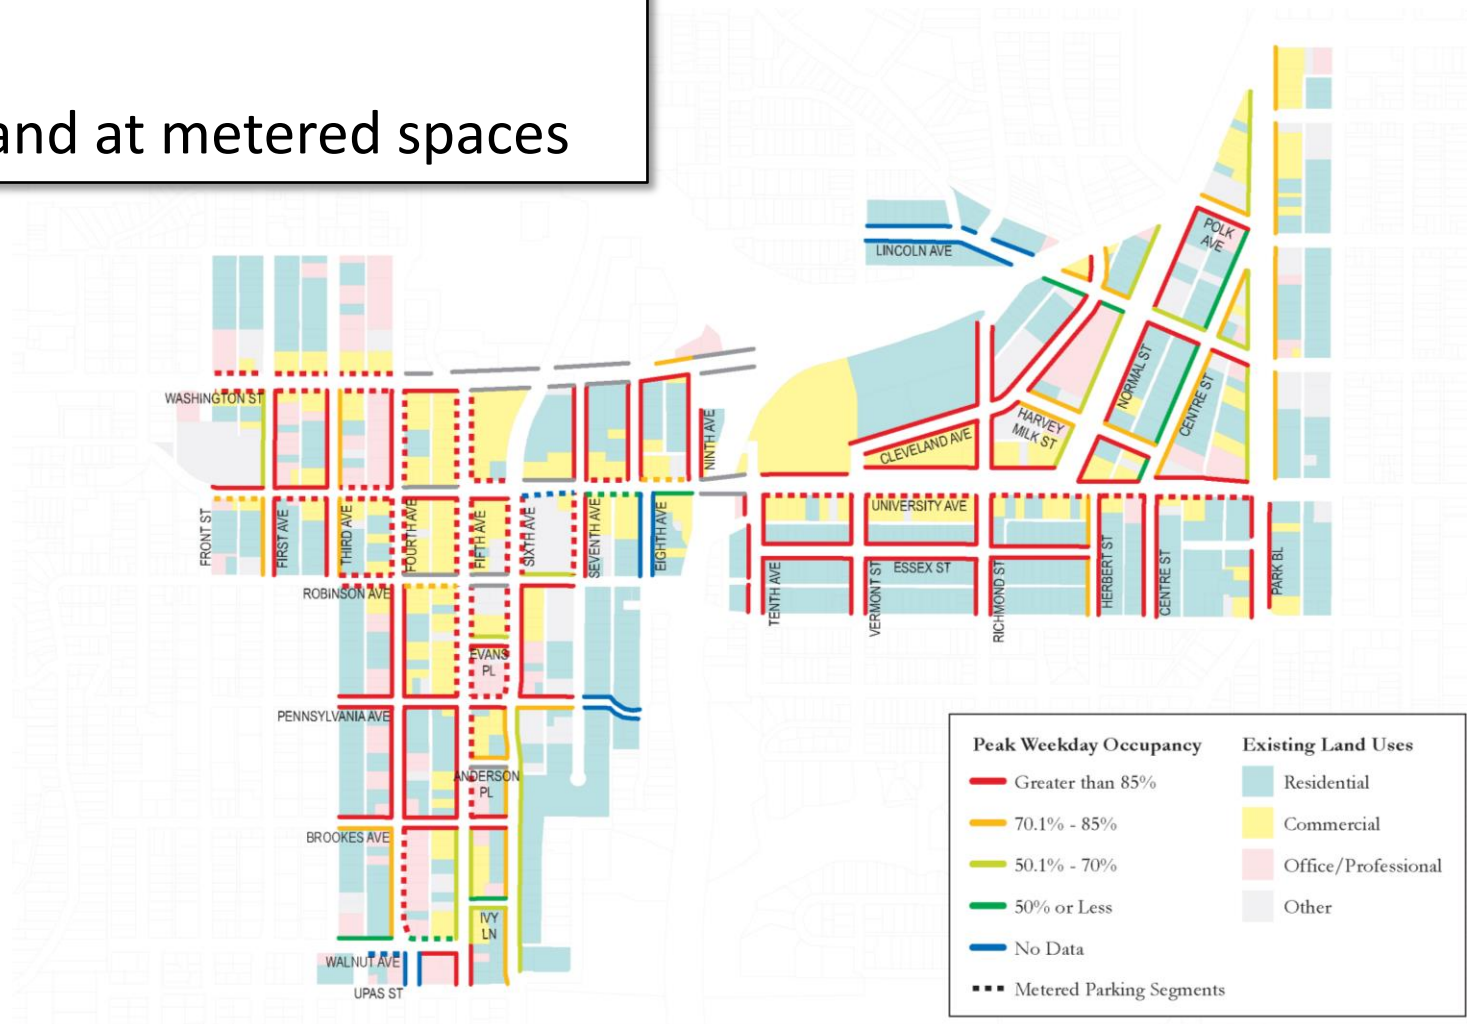 and at metered spaces
LINCOLN AVE
POLK
AVE
WASHINGTON ST
NORMAL ST
CENTRE ST
HARVEY
MILK ST
CLEVELAND AVE
NINTH AVE
FRONT ST
FIRST AVE
THIRD AVE
FOURTH AVE
FIFTH AVE
SIXTH AVE
SEVENTH AVE
EIGHTH AVE
UNIVERSITY AVE
ESSEX ST
TENTH AVE
VERMONT ST
RICHMOND ST
HERBERT ST
CENTRE ST
PARK BL
ROBINSON AVE
EVANS
PL
PENNSYLVANIA AVE
ANDERSON
PL
BROOKES AVE
IVY
LN
WALNUT AVE
UPAS ST
Peak Weekday Occupancy
Greater than 85%
70.1% - 85%
50.1% - 70%
50% or Less
No Data
Metered Parking Segments
Existing Land Uses
Residential
Commercial
Office/Professional
Other